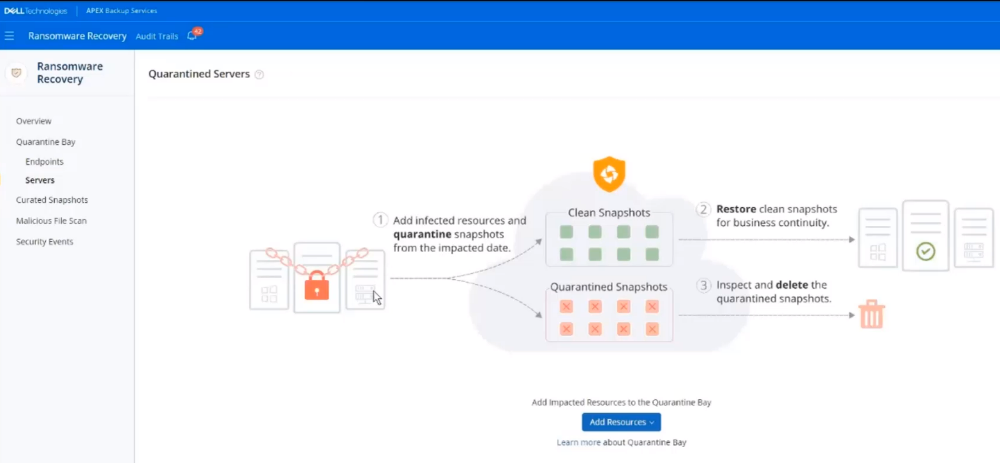 DELL Technologies | APEX Backup Services
Ransomware Recovery Audit Trails 42
Ransomware
Recovery
Overview
Quarantine Bay
Endpoints
Servers
Curated Snapshots
Malicious File Scan
Security Events
Quarantined Servers ?
1 Add infected resources and
quarantine snapshots
from the impacted date.
Clean Snapshots
Quarantined Snapshots
2 Restore clean snapshots
for business continuity.
3 Inspect and delete the
quarantined snapshots.
Add Impacted Resources to the Quarantine Bay
Add Resources
Learn more about Quarantine Bay